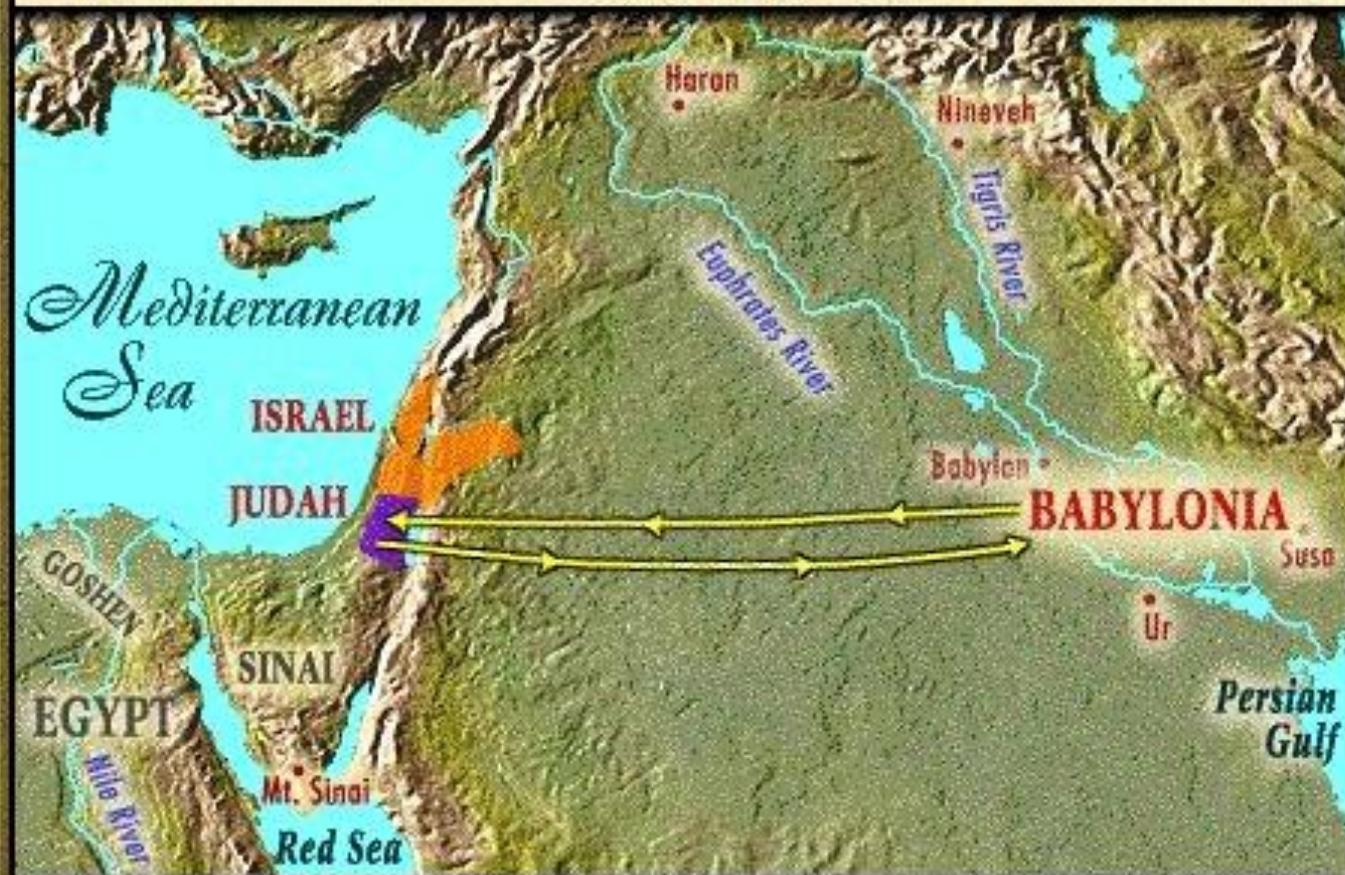 Haran
Nineveh
Tigris River
Euphrates River
Mediterranean
Sea
ISRAEL
JUDAH
Babylon
BABYLONIA
Susa
Ur
GOSHEN
SINAI
EGYPT
Nile River
Mt. Sinai
Red Sea
Persian
Gulf